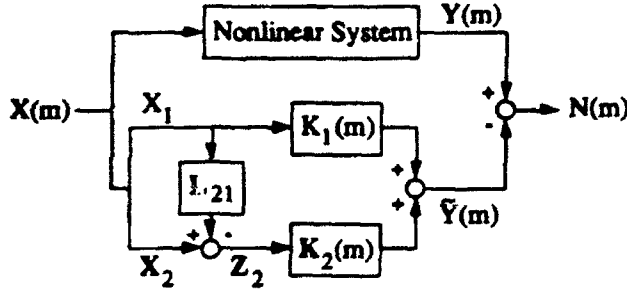 Y(m)
Nonlinear System
+
X(m)
N(m)
-
X1
K1(m)
+
L21
+
Ỹ(m)
+
-
K2(m)
X2
Z2